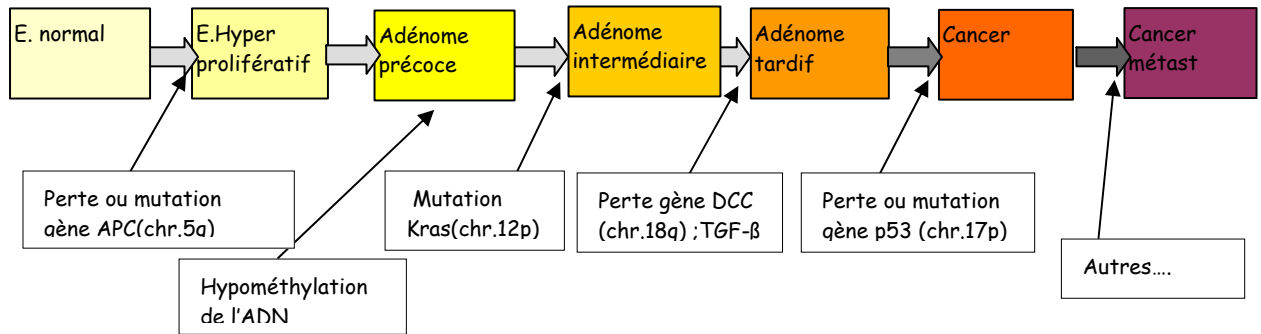 E. normal
E.Hyper
prolifératif
Adénome
précoce
Adénome
intermédiaire
Adénome
tardif
Cancer
Cancer
métast
Perte ou mutation
gène APC(chr.5q)
Hypométhylation
de l'ADN
Mutation
Kras(chr.12p)
Perte gène DCC
(chr.18q) ;TGF-ß
Perte ou mutation
gène p53 (chr.17p)
Autres....